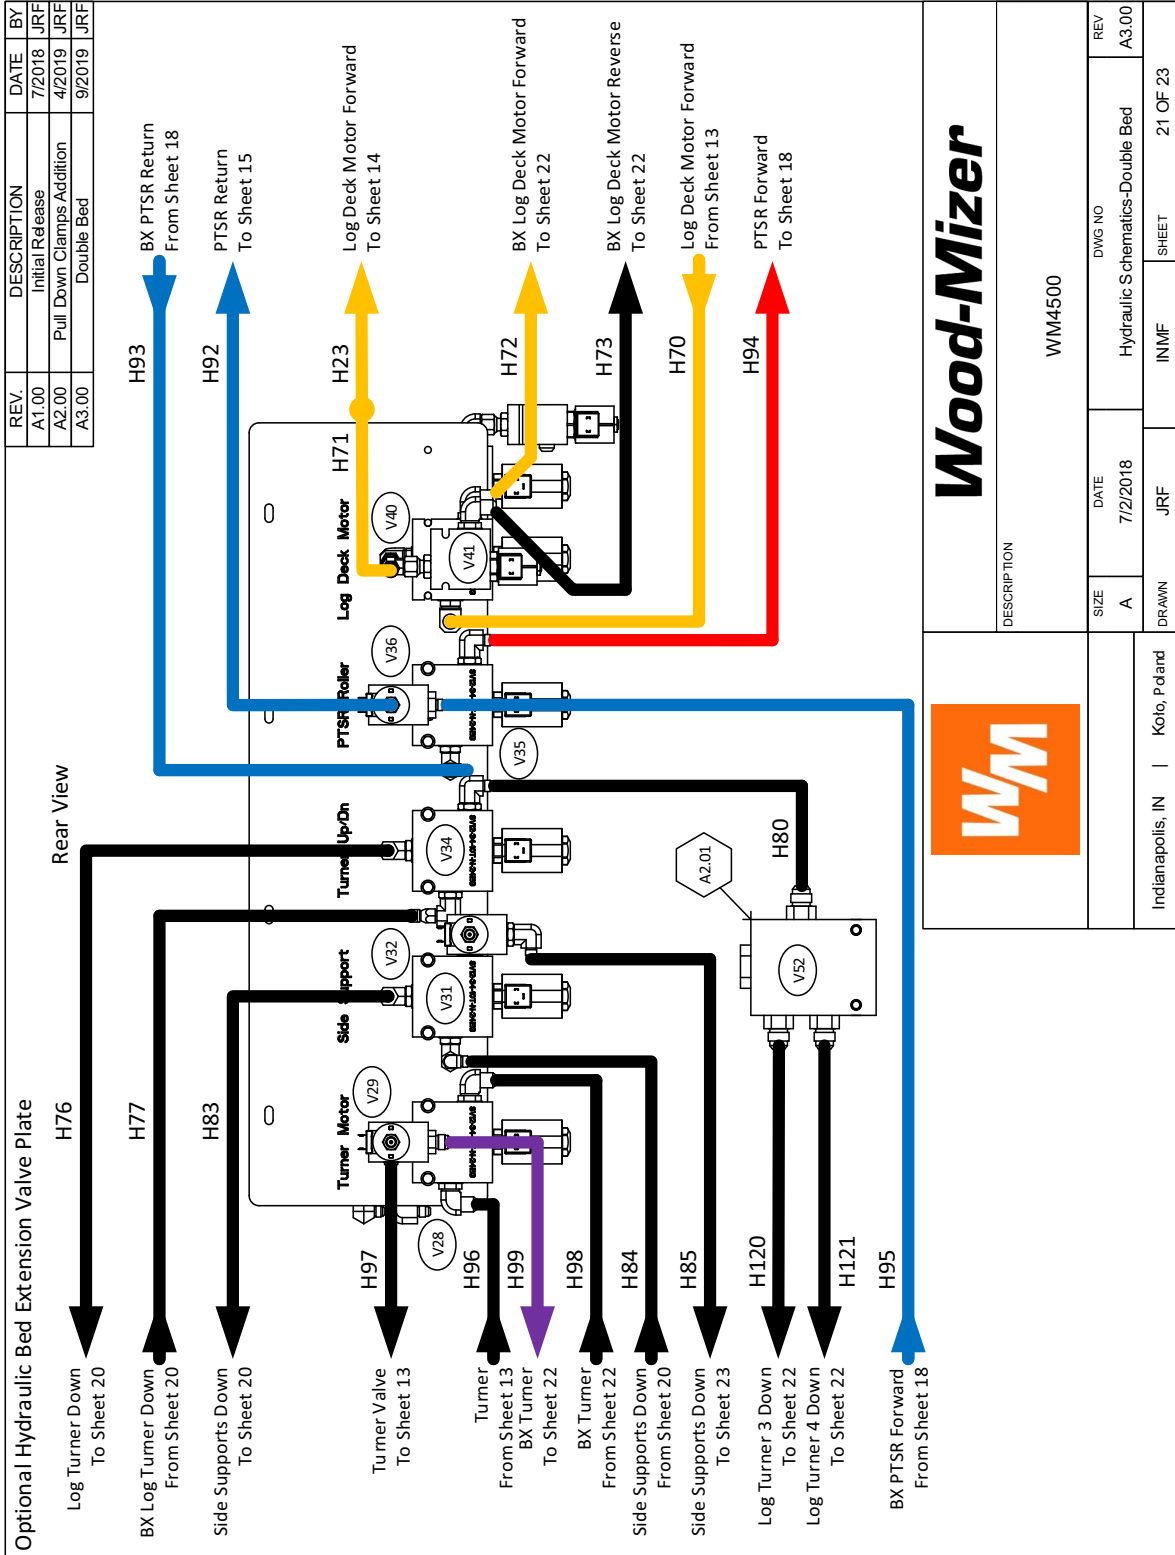 Optional Hydraulic Bed Extension Valve Plate
REV. DESCRIPTION DATE BY
A1.00 Initial Release 7/2018 JRF
A2.00 Pull Down Clamps Addition 4/2019 JRF
A3.00 Double Bed 9/2019 JRF
Rear View
Log Turner Down
To Sheet 20
H76
BX Log Turner Down
From Sheet 20
H77
Side Supports Down
To Sheet 20
H83
Turner Valve
To Sheet 13
H97
Turner
From Sheet 13
H96
BX Turner
To Sheet 22
H99
BX Turner
From Sheet 22
H98
Side Supports Down
From Sheet 20
H84
Side Supports Down
To Sheet 23
H85
Log Turner 3 Down
To Sheet 22
H120
Log Turner 4 Down
To Sheet 22
H121
BX PTSR Forward
From Sheet 18
H95
H93
BX PTSR Return
From Sheet 18
H92
PTSR Return
To Sheet 15
H71
H23
Log Deck Motor Forward
To Sheet 14
H72
BX Log Deck Motor Forward
To Sheet 22
H73
BX Log Deck Motor Reverse
To Sheet 22
H70
Log Deck Motor Forward
From Sheet 13
H94
PTSR Forward
To Sheet 18
H80
Turner Motor
Side Support
Turner Up/Dn
PTSR Roller
Log Deck Motor
V28
V29
V31
V32
V34
V35
V36
V40
V41
V52
A2.01
WM
Wood-Mizer
DESCRIPTION
WM4500
SIZE
A
DATE
7/2/2018
DWG NO
Hydraulic Schematics-Double Bed
REV
A3.00
Indianapolis, IN | Koło, Poland
DRAWN JRF INMF SHEET 21 OF 23